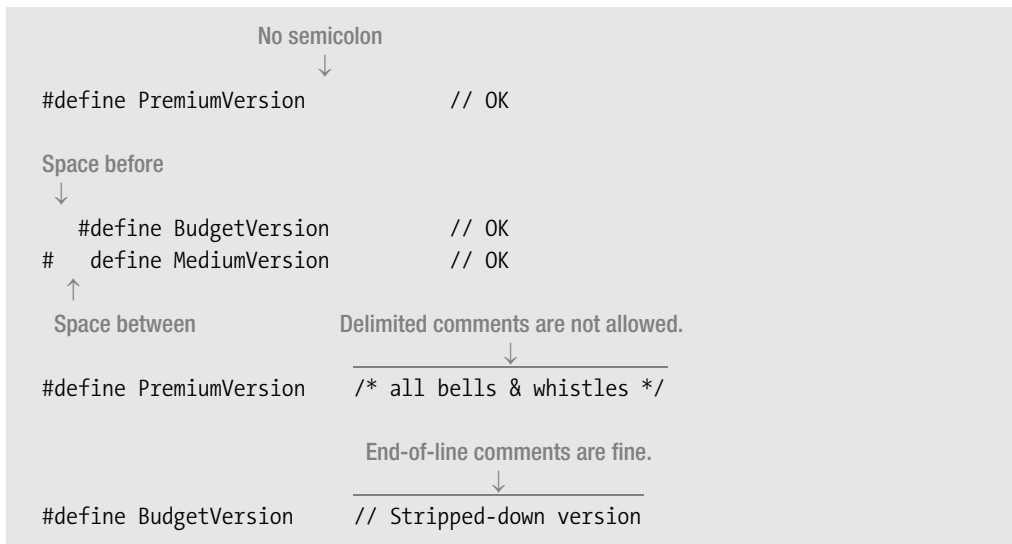 No semicolon
↓
#define PremiumVersion // OK
Space before
↓
#define BudgetVersion // OK
# define MediumVersion // OK
↑
Space between Delimited comments are not allowed.
↓
#define PremiumVersion /* all bells & whistles */
End-of-line comments are fine.
↓
#define BudgetVersion // Stripped-down version